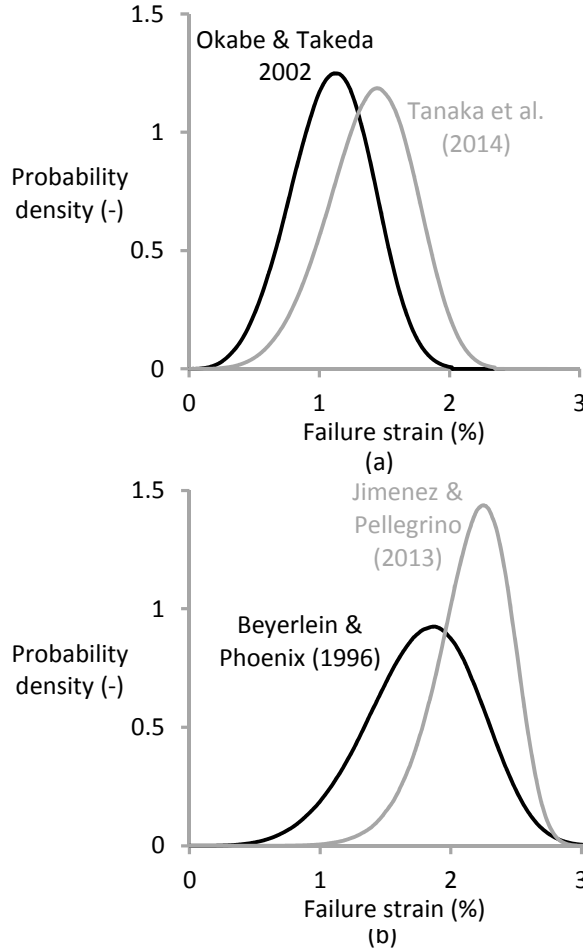 1.5
Okabe & Takeda
2002
Tanaka et al.
(2014)
1
Probability
density (-)
0.5
0
0 1 2 3
Failure strain (%)
(a)
1.5
Jimenez &
Pellegrino
(2013)
1
Beyerlein &
Phoenix (1996)
Probability
density (-)
0.5
0
0 1 2 3
Failure strain (%)
(b)